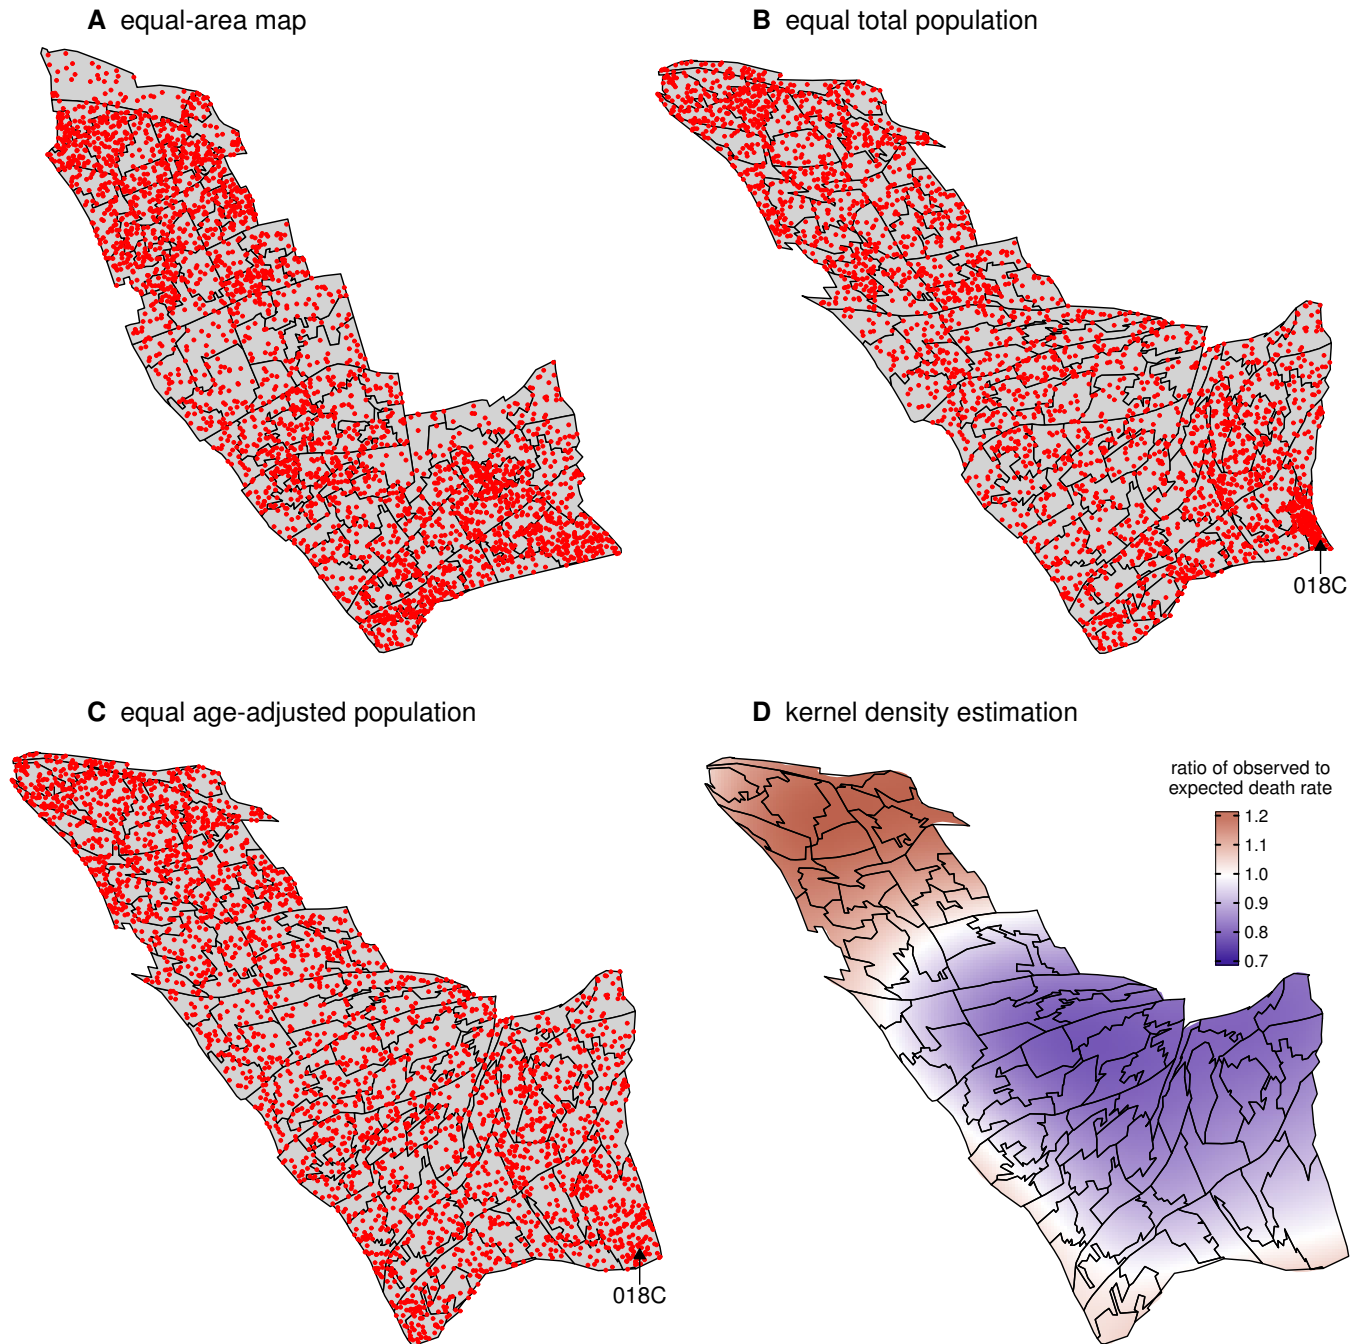 A equal-area map
B equal total population
018C
C equal age-adjusted population
018C
D kernel density estimation
ratio of observed to
expected death rate
1.2
1.1
1.0
0.9
0.8
0.7